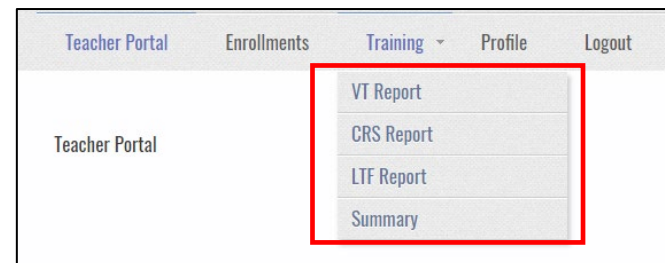 Teacher Portal Enrollments Training Profile Logout
VT Report
CRS Report
Teacher Portal
LTF Report
Summary